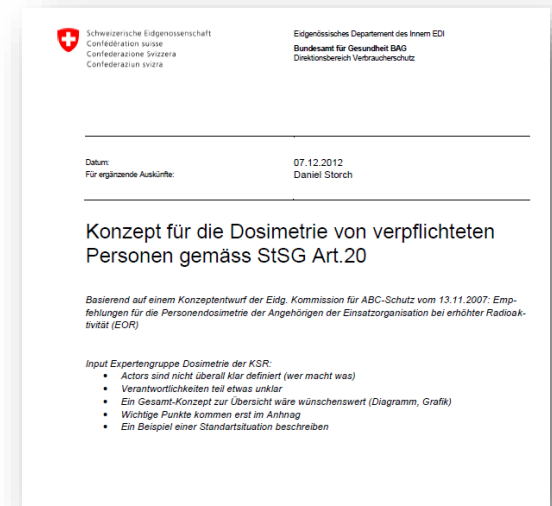 Schweizerische Eidgenossenschaft
Confédération suisse
Confederazione Svizzera
Confederaziun svizra
Eidgenössisches Departement des Innern EDI
Bundesamt für Gesundheit BAG
Direktionsbereich Verbraucherschutz
Datum: 07.12.2012
Für ergänzende Auskünfte: Daniel Storch
Konzept für die Dosimetrie von verpflichteten
Personen gemäss StSG Art.20
Basierend auf einem Konzeptentwurf der Eidg. Kommission für ABC-Schutz vom 13.11.2007: Emp-
fehlungen für die Personendosimetrie der Angehörigen der Einsatzorganisation bei erhöhter Radioak-
tivität (EOR)
Input Expertengruppe Dosimetrie der KSR:
• Actors sind nicht überall klar definiert (wer macht was)
• Verantwortlichkeiten teil etwas unklar
• Ein Gesamt-Konzept zur Übersicht wäre wünschenswert (Diagramm, Grafik)
• Wichtige Punkte kommen erst im Anhnag
• Ein Beispiel einer Standartsituation beschreiben